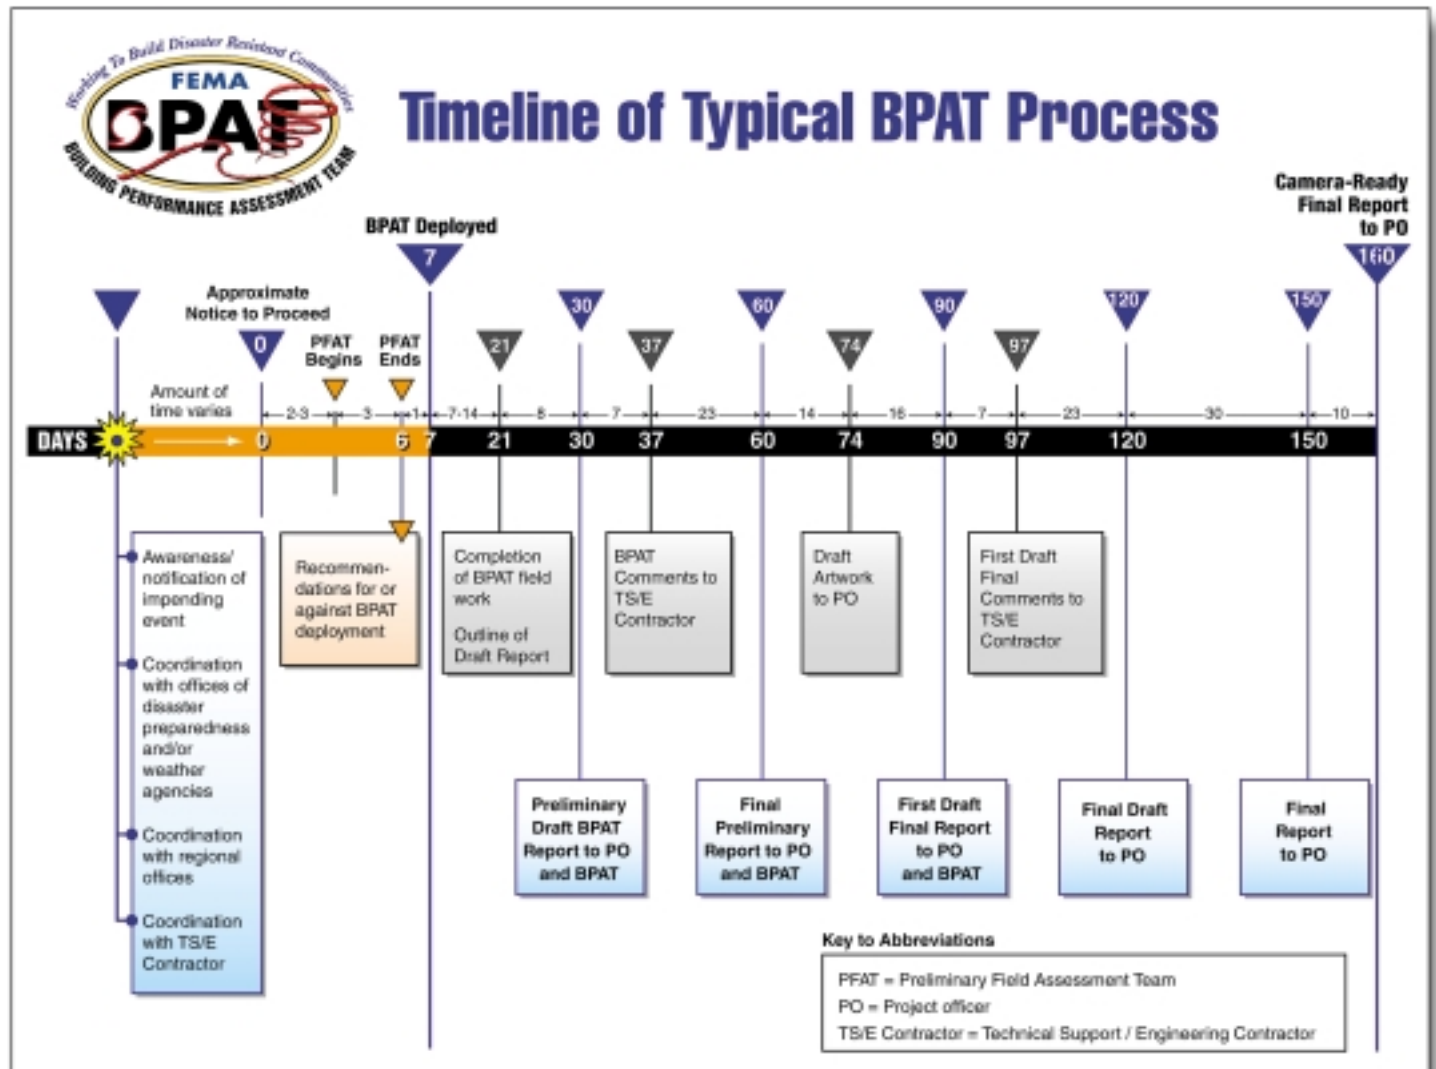 Working To Build Disaster Resistant Communities
FEMA
BPAT
BUILDING PERFORMANCE ASSESSMENT TEAM
Timeline of Typical BPAT Process
Camera-Ready
Final Report
to PO
160
BPAT Deployed
7
Approximate
Notice to Proceed
0
PFAT
Begins
PFAT
Ends
21
30
37
60
74
90
97
120
150
Amount of
time varies
2-3
3
1
7-14
8
7
23
14
16
7
23
30
10
DAYS
0
6
7
21
30
37
60
74
90
97
120
150
Awareness/
notification of
impending
event
Coordination
with offices of
disaster
preparedness
and/or
weather
agencies
Coordination
with regional
offices
Coordination
with TS/E
Contractor
Recommen-
dations for or
against BPAT
deployment
Completion
of BPAT field
work
Outline of
Draft Report
BPAT
Comments to
TS/E
Contractor
Draft
Artwork
to PO
First Draft
Final
Comments to
TS/E
Contractor
Preliminary
Draft BPAT
Report to PO
and BPAT
Final
Preliminary
Report to PO
and BPAT
First Draft
Final Report
to PO
and BPAT
Final Draft
Report
to PO
Final
Report
to PO
Key to Abbreviations
PFAT = Preliminary Field Assessment Team
PO = Project officer
TS/E Contractor = Technical Support / Engineering Contractor